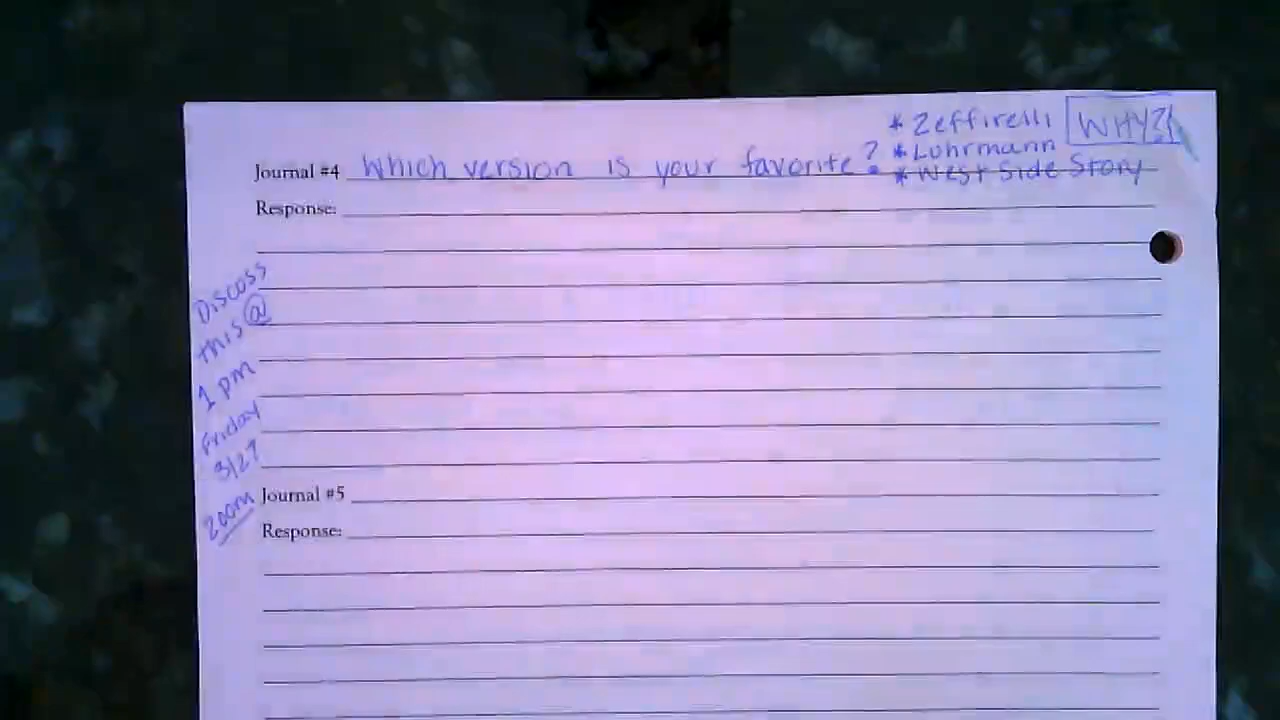 * Zeffirelli WHY?!
* Luhrmann
Journal #4 Which version is your favorite? * West Side Story
Response:
Discuss
this @
1 pm
Friday
3/27
zoom
Journal #5
Response: